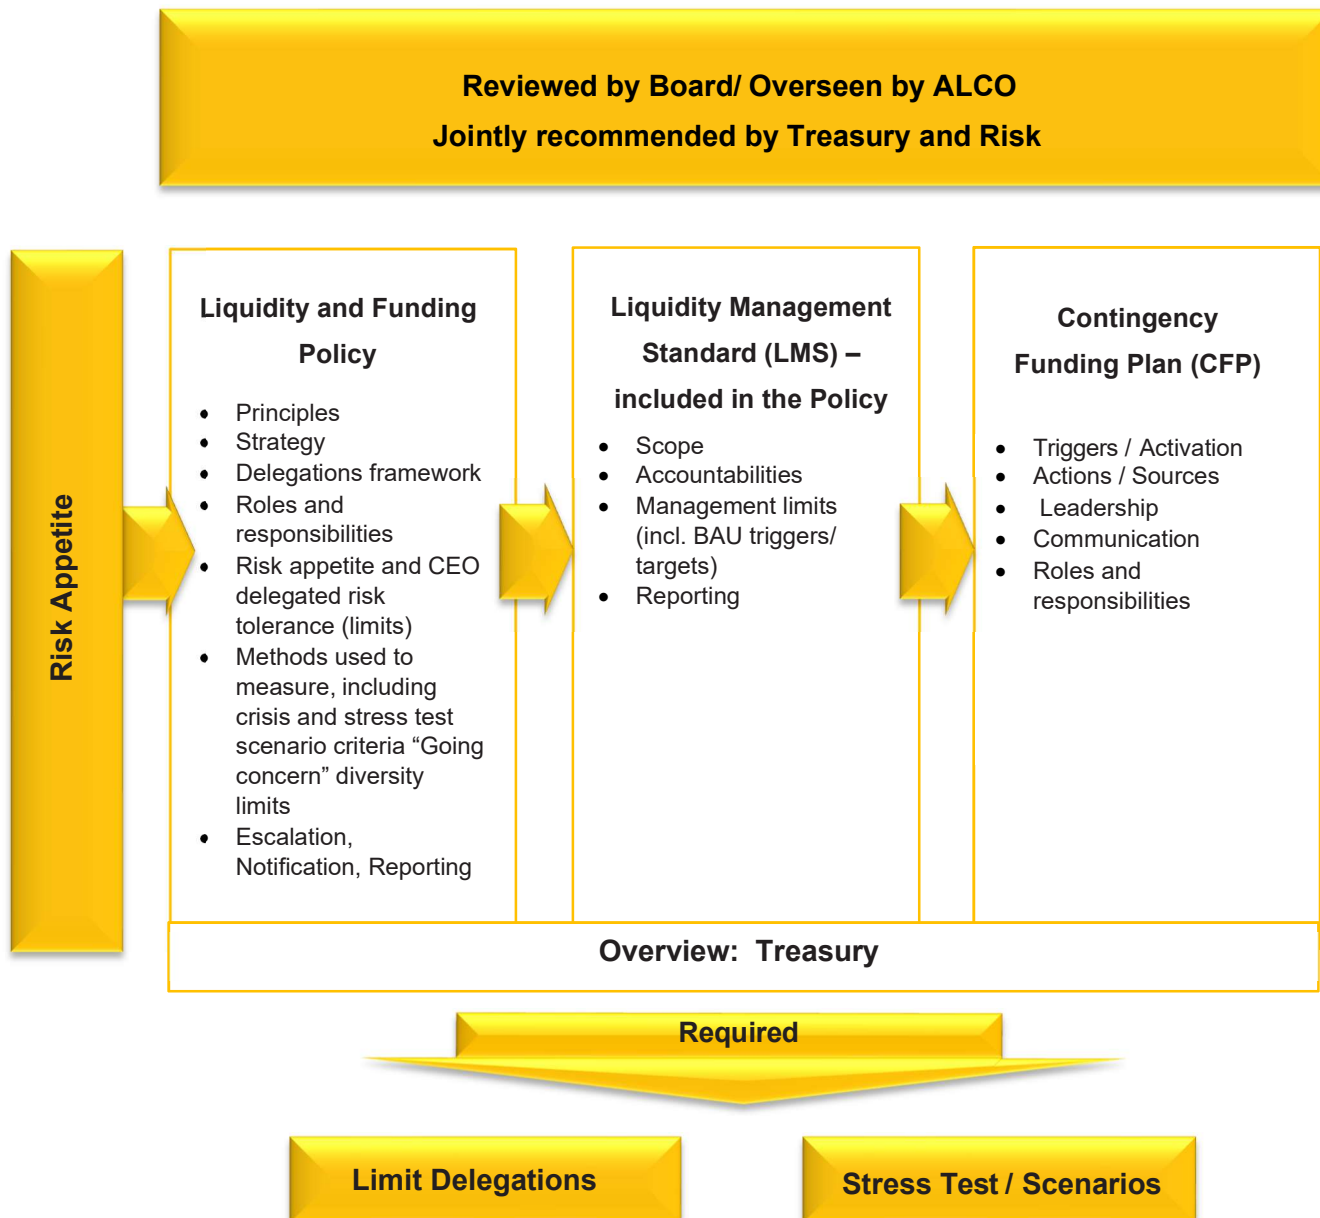 Reviewed by Board/ Overseen by ALCO
Jointly recommended by Treasury and Risk
Risk Appetite
Liquidity and Funding
Policy
• Principles
• Strategy
• Delegations framework
• Roles and
responsibilities
• Risk appetite and CEO
delegated risk
tolerance (limits)
• Methods used to
measure, including
crisis and stress test
scenario criteria “Going
concern” diversity
limits
• Escalation,
Notification, Reporting
Liquidity Management
Standard (LMS) –
included in the Policy
• Scope
• Accountabilities
• Management limits
(incl. BAU triggers/
targets)
• Reporting
Contingency
Funding Plan (CFP)
• Triggers / Activation
• Actions / Sources
• Leadership
• Communication
• Roles and
responsibilities
Overview: Treasury
Required
Limit Delegations
Stress Test / Scenarios